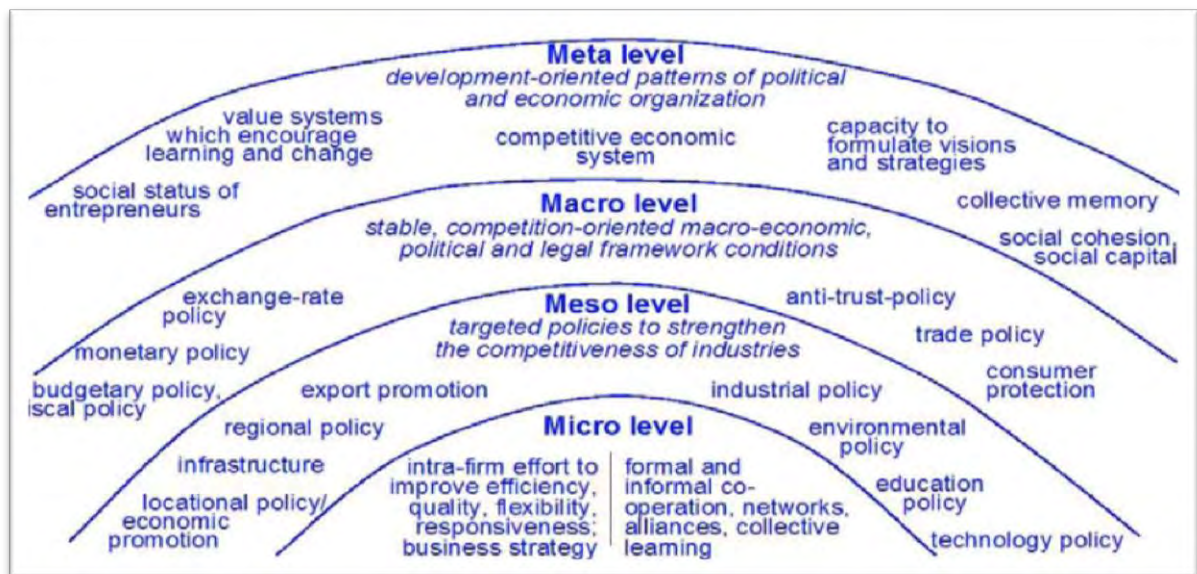 Meta level
development-oriented patterns of political
and economic organization
value systems
which encourage
learning and change
competitive economic
system
capacity to
formulate visions
and strategies
social status of
entrepreneurs
collective memory
social cohesion,
social capital
Macro level
stable, competition-oriented macro-economic,
political and legal framework conditions
exchange-rate
policy
monetary policy
budgetary policy,
iscal policy
anti-trust-policy
trade policy
consumer
protection
Meso level
targeted policies to strengthen
the competitiveness of industries
export promotion
regional policy
infrastructure
locational policy/
economic
promotion
industrial policy
environmental
policy
education
policy
technology policy
Micro level
intra-firm effort to
improve efficiency,
quality, flexibility,
responsiveness;
business strategy
formal and
informal co-
operation, networks,
alliances, collective
learning